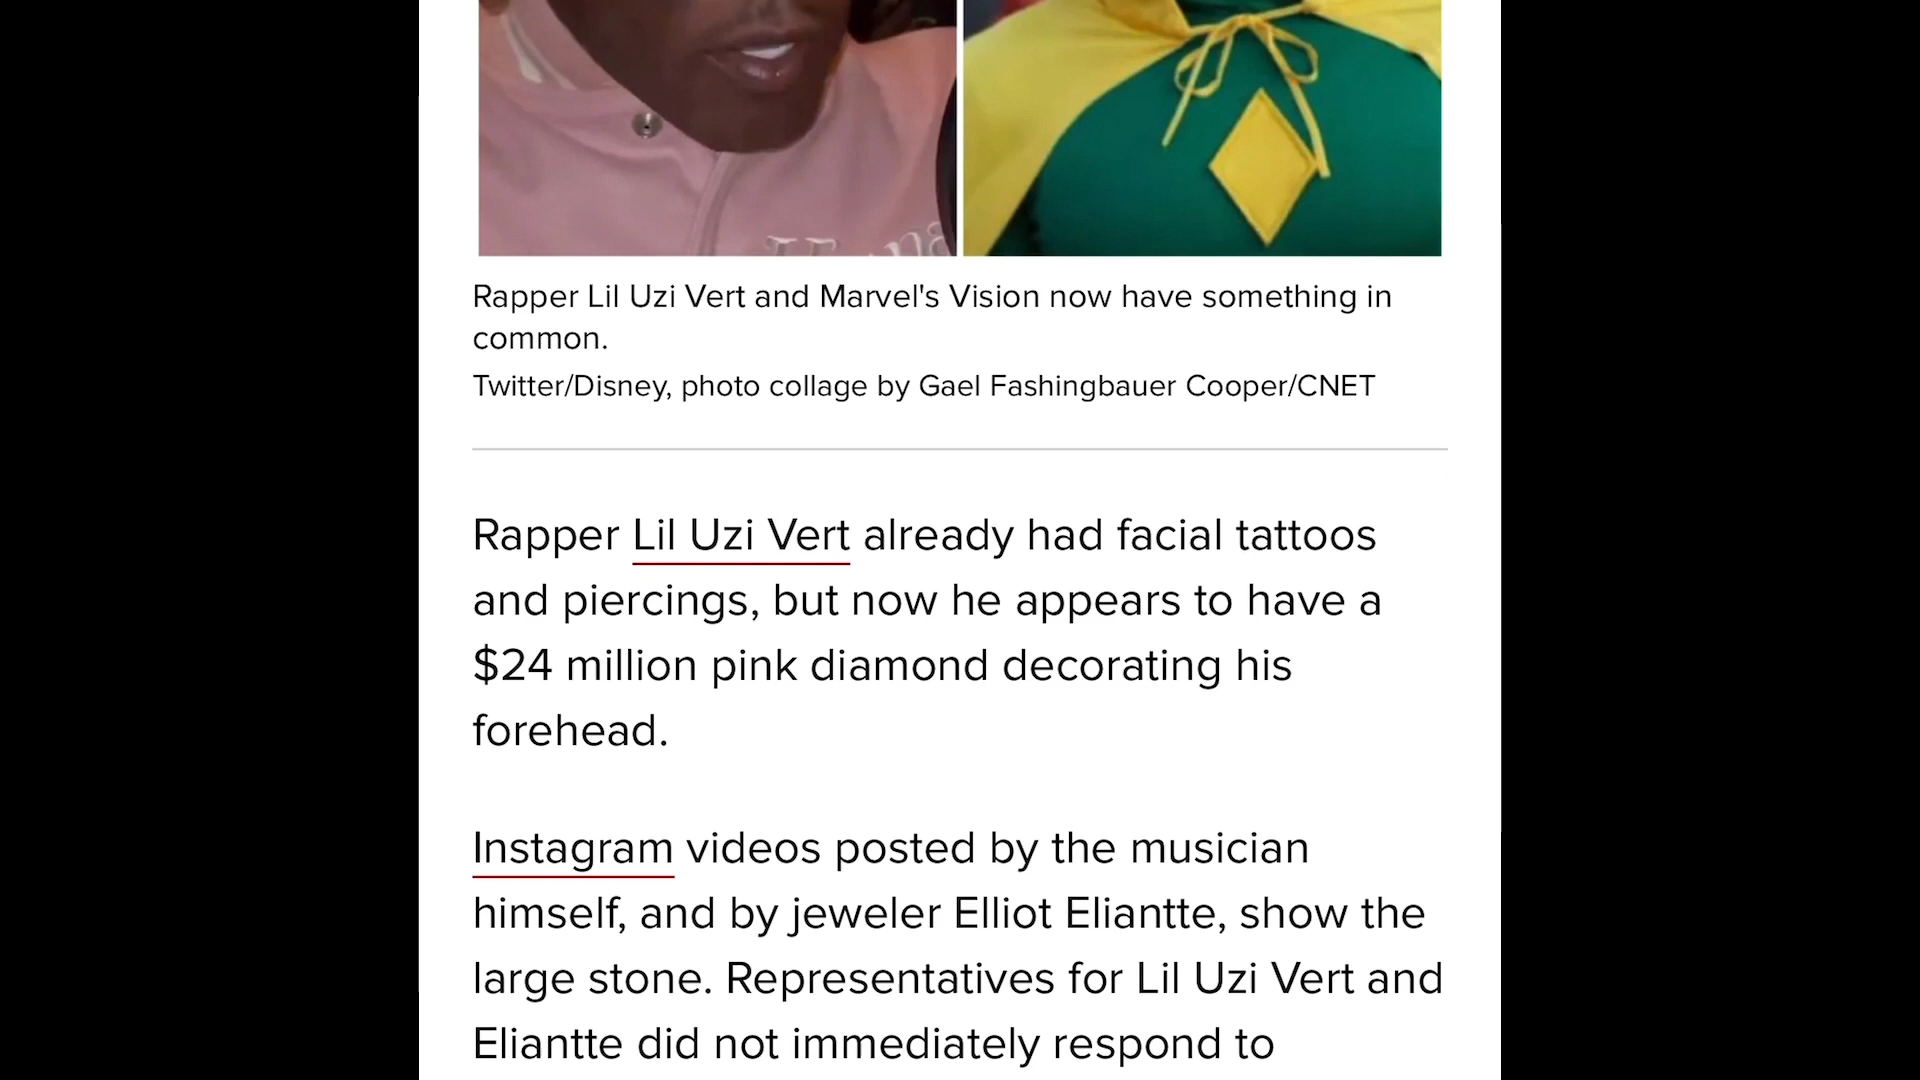 Rapper Lil Uzi Vert and Marvel's Vision now have something in
common.
Twitter/Disney, photo collage by Gael Fashingbauer Cooper/CNET
Rapper Lil Uzi Vert already had facial tattoos
and piercings, but now he appears to have a
$24 million pink diamond decorating his
forehead.
Instagram videos posted by the musician
himself, and by jeweler Elliot Eliantte, show the
large stone. Representatives for Lil Uzi Vert and
Eliantte did not immediately respond to